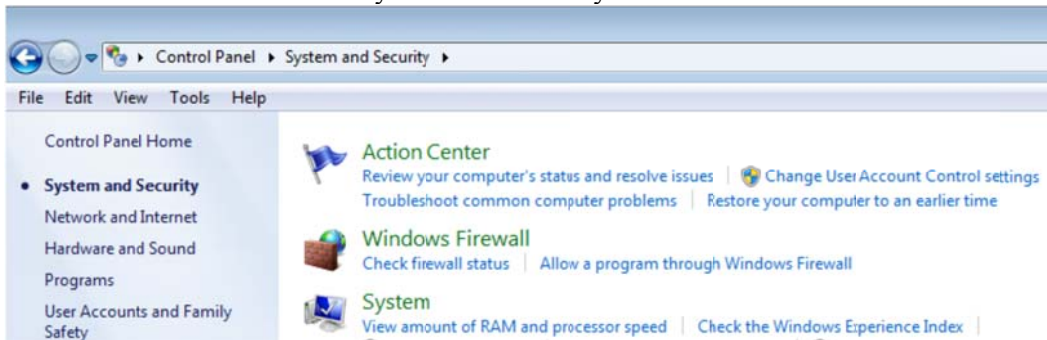 Control Panel ▸ System and Security ▸
File Edit View Tools Help
Control Panel Home
System and Security
Network and Internet
Hardware and Sound
Programs
User Accounts and Family
Safety
Action Center
Review your computer's status and resolve issues | Change User Account Control settings
Troubleshoot common computer problems | Restore your computer to an earlier time
Windows Firewall
Check firewall status | Allow a program through Windows Firewall
System
View amount of RAM and processor speed | Check the Windows Experience Index |